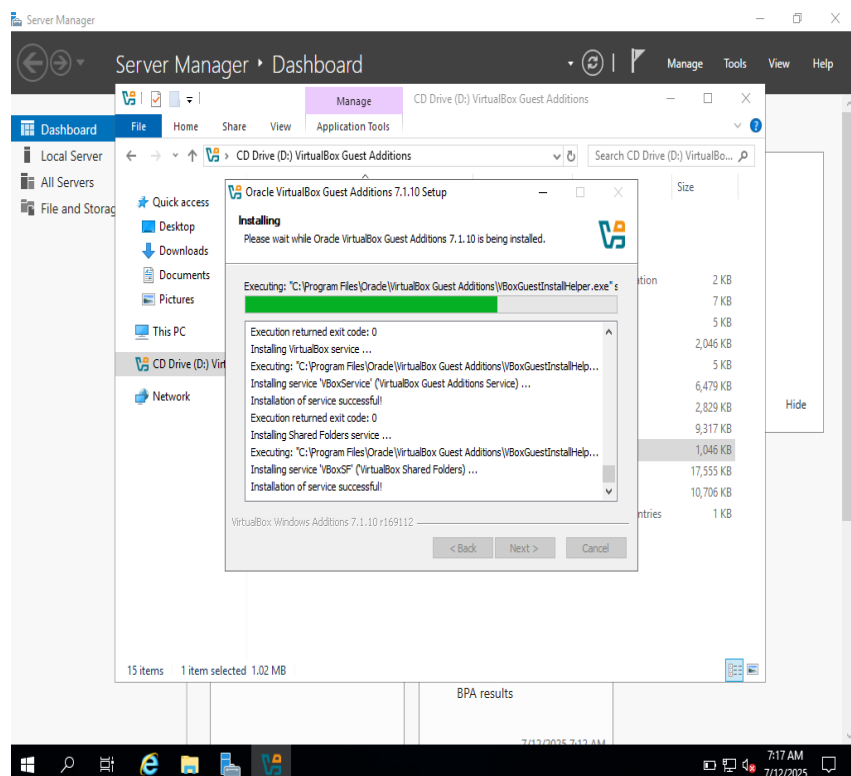 Server Manager
Server Manager • Dashboard
Manage Tools View Help
Manage CD Drive (D:) VirtualBox Guest Additions
File Home Share View Application Tools
CD Drive (D:) VirtualBox Guest Additions
Search CD Drive (D:) VirtualBo...
Dashboard
Local Server
All Servers
File and Storag
Quick access
Desktop
Downloads
Documents
Pictures
This PC
CD Drive (D:) Virt
Network
Size
Oracle VirtualBox Guest Additions 7.1.10 Setup
Installing
Please wait while Oracle VirtualBox Guest Additions 7.1.10 is being installed.
Executing: "C:\Program Files\Oracle\VirtualBox Guest Additions\VBoxGuestInstallHelper.exe" s
Execution returned exit code: 0
Installing VirtualBox service ...
Executing: "C:\Program Files\Oracle\VirtualBox Guest Additions\VBoxGuestInstallHelp...
Installing service 'VBoxService' ('VirtualBox Guest Additions Service) ...
Installation of service successful!
Execution returned exit code: 0
Installing Shared Folders service ...
Executing: "C:\Program Files\Oracle\VirtualBox Guest Additions\VBoxGuestInstallHelp...
Installing service 'VBoxSF' ('VirtualBox Shared Folders) ...
Installation of service successful!
VirtualBox Windows Additions 7.1.10 r169112
< Back Next > Cancel
tion 2 KB
7 KB
5 KB
2,046 KB
5 KB
6,479 KB
2,829 KB
9,317 KB
1,046 KB
17,555 KB
10,706 KB
ntries 1 KB
Hide
15 items 1 item selected 1.02 MB
BPA results
7/12/2025 7:12 AM
7:17 AM
7/12/2025